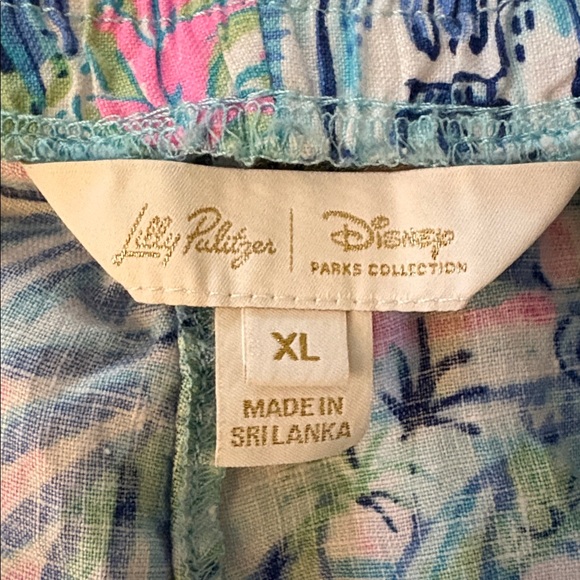 Lilly Pulitzer | Disney
PARKS COLLECTION
XL
MADE IN
SRI LANKA